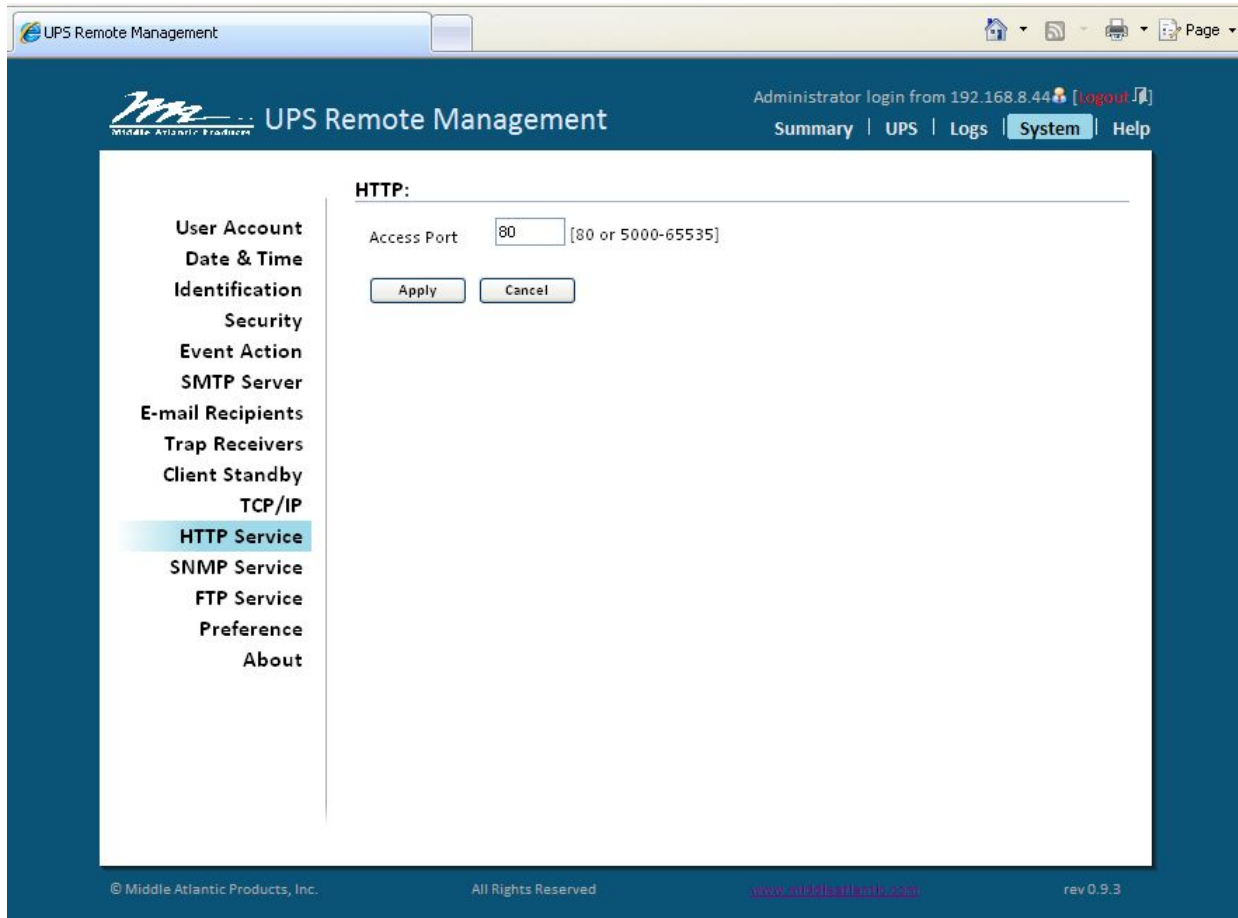 UPS Remote Management
Page
Middle Atlantic Products
UPS Remote Management
Administrator login from 192.168.8.44 [Logout]
Summary | UPS | Logs | System | Help
HTTP:
User Account
Date & Time
Identification
Security
Event Action
SMTP Server
E-mail Recipients
Trap Receivers
Client Standby
TCP/IP
HTTP Service
SNMP Service
FTP Service
Preference
About
Access Port 80 [80 or 5000-65535]
Apply Cancel
© Middle Atlantic Products, Inc. All Rights Reserved www.middleatlantic.com rev 0.9.3